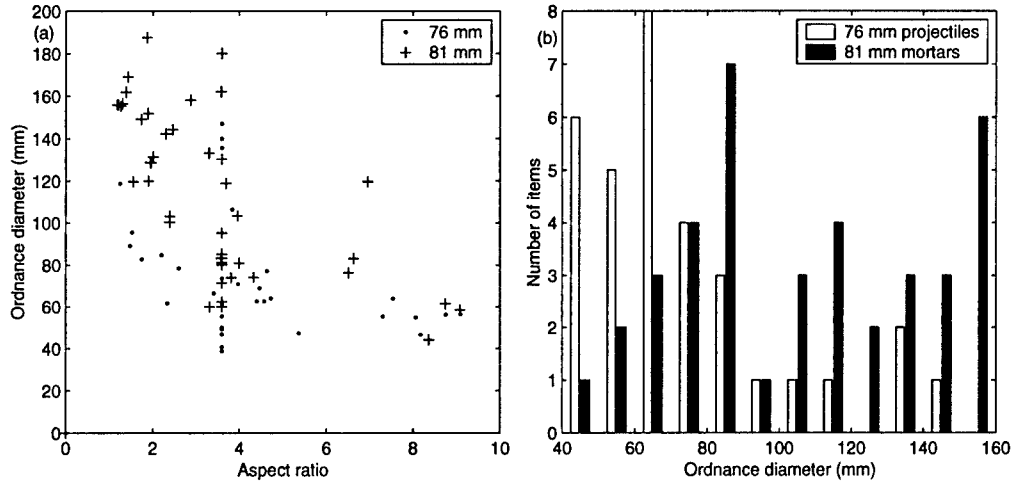 (a)
76 mm
81 mm
200
180
160
140
120
100
80
60
40
20
0
0 2 4 6 8 10
Ordnance diameter (mm)
Aspect ratio
(b)
76 mm projectiles
81 mm mortars
8
7
6
5
4
3
2
1
0
40 60 80 100 120 140 160
Number of items
Ordnance diameter (mm)